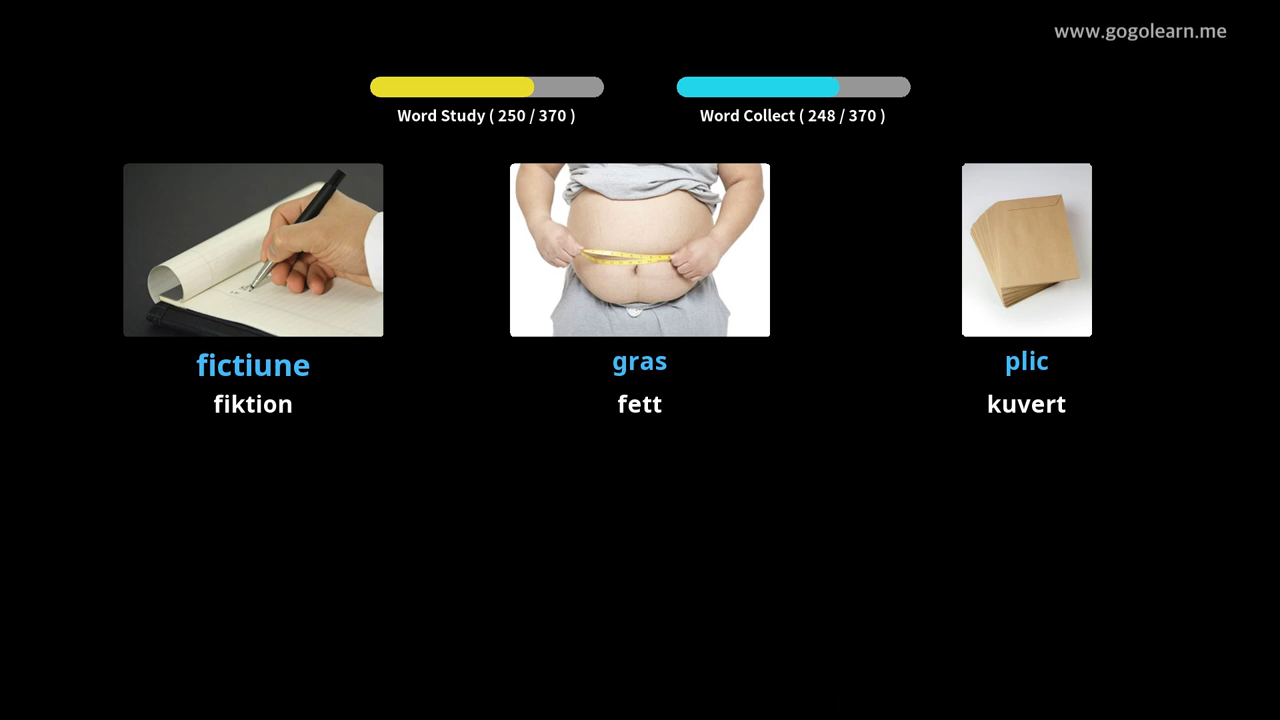 www.gogolearn.me
Word Study ( 250 / 370 )
Word Collect ( 248 / 370 )
fictiune
gras
plic
fiktion
fett
kuvert